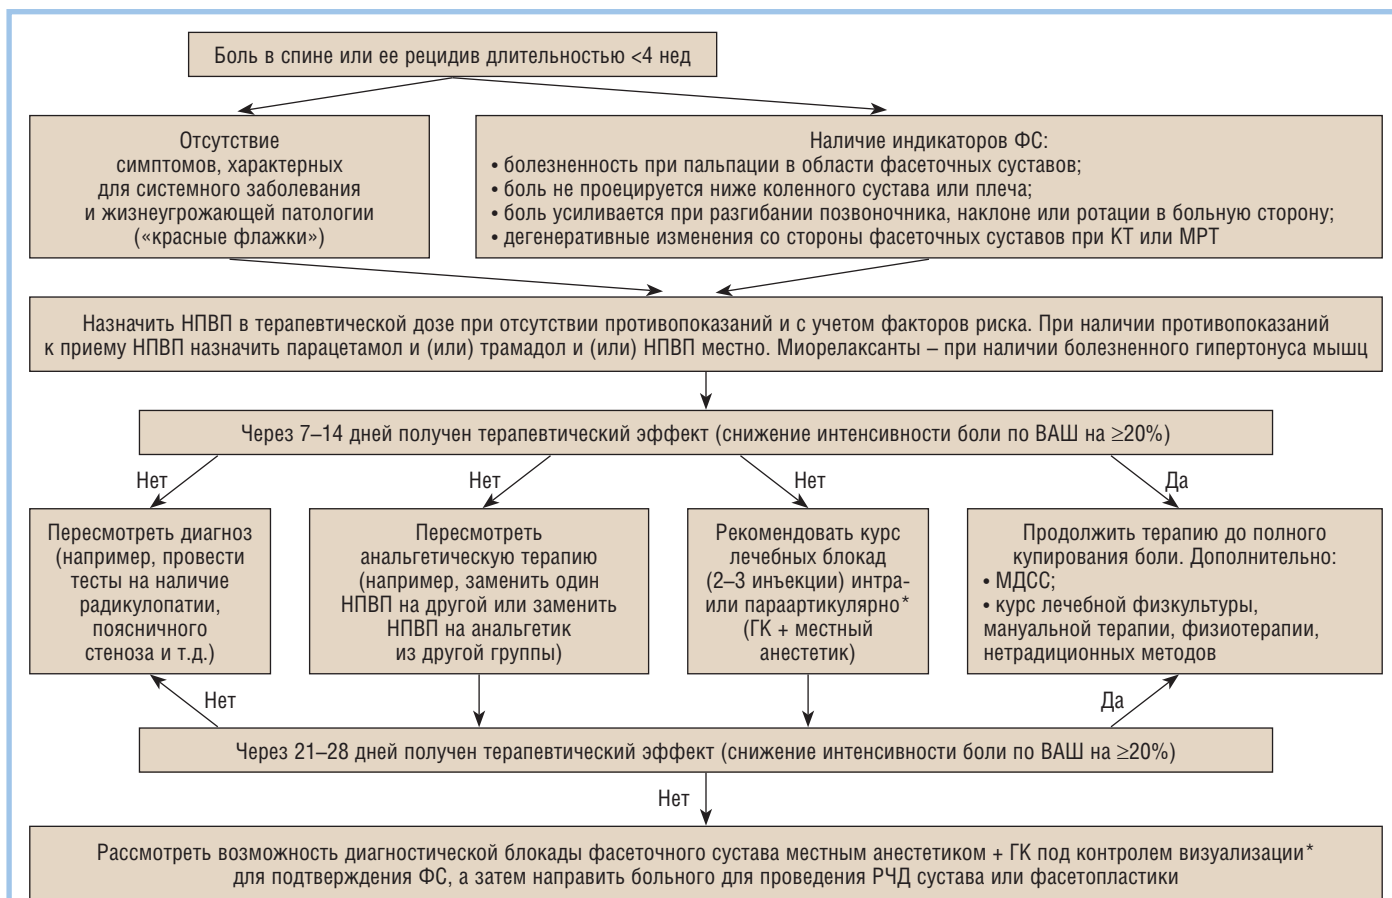 Боль в спине или ее рецидив длительностью <4 нед
Отсутствие
симптомов, характерных
для системного заболевания
и жизнеугрожающей патологии
(«красные флажки»)
Наличие индикаторов ФС:
• болезненность при пальпации в области фасеточных суставов;
• боль не проецируется ниже коленного сустава или плеча;
• боль усиливается при разгибании позвоночника, наклоне или ротации в больную сторону;
• дегенеративные изменения со стороны фасеточных суставов при КТ или МРТ
Назначить НПВП в терапевтической дозе при отсутствии противопоказаний и с учетом факторов риска. При наличии противопоказаний
к приему НПВП назначить парацетамол и (или) трамадол и (или) НПВП местно. Миорелаксанты – при наличии болезненного гипертонуса мышц
Через 7–14 дней получен терапевтический эффект (снижение интенсивности боли по ВАШ на ≥20%)
Нет
Нет
Нет
Да
Пересмотреть диагноз
(например, провести
тесты на наличие
радикулопатии,
поясничного
стеноза и т.д.)
Пересмотреть
анальгетическую терапию
(например, заменить один
НПВП на другой или заменить
НПВП на анальгетик
из другой группы)
Рекомендовать курс
лечебных блокад
(2–3 инъекции) интра-
или параартикулярно*
(ГК + местный
анестетик)
Продолжить терапию до полного
купирования боли. Дополнительно:
• МДСС;
• курс лечебной физкультуры,
мануальной терапии, физиотерапии,
нетрадиционных методов
Нет
Да
Через 21–28 дней получен терапевтический эффект (снижение интенсивности боли по ВАШ на ≥20%)
Нет
Рассмотреть возможность диагностической блокады фасеточного сустава местным анестетиком + ГК под контролем визуализации*
для подтверждения ФС, а затем направить больного для проведения РЧД сустава или фасетопластики